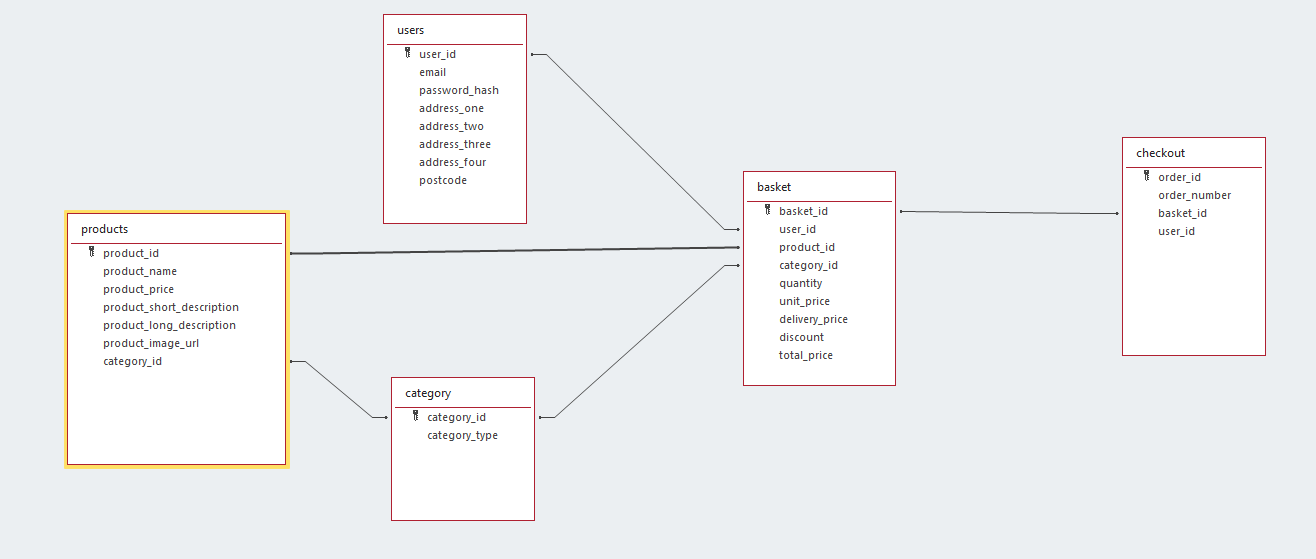 users
user_id
email
password_hash
address_one
address_two
address_three
address_four
postcode
products
product_id
product_name
product_price
product_short_description
product_long_description
product_image_url
category_id
category
category_id
category_type
basket
basket_id
user_id
product_id
category_id
quantity
unit_price
delivery_price
discount
total_price
checkout
order_id
order_number
basket_id
user_id